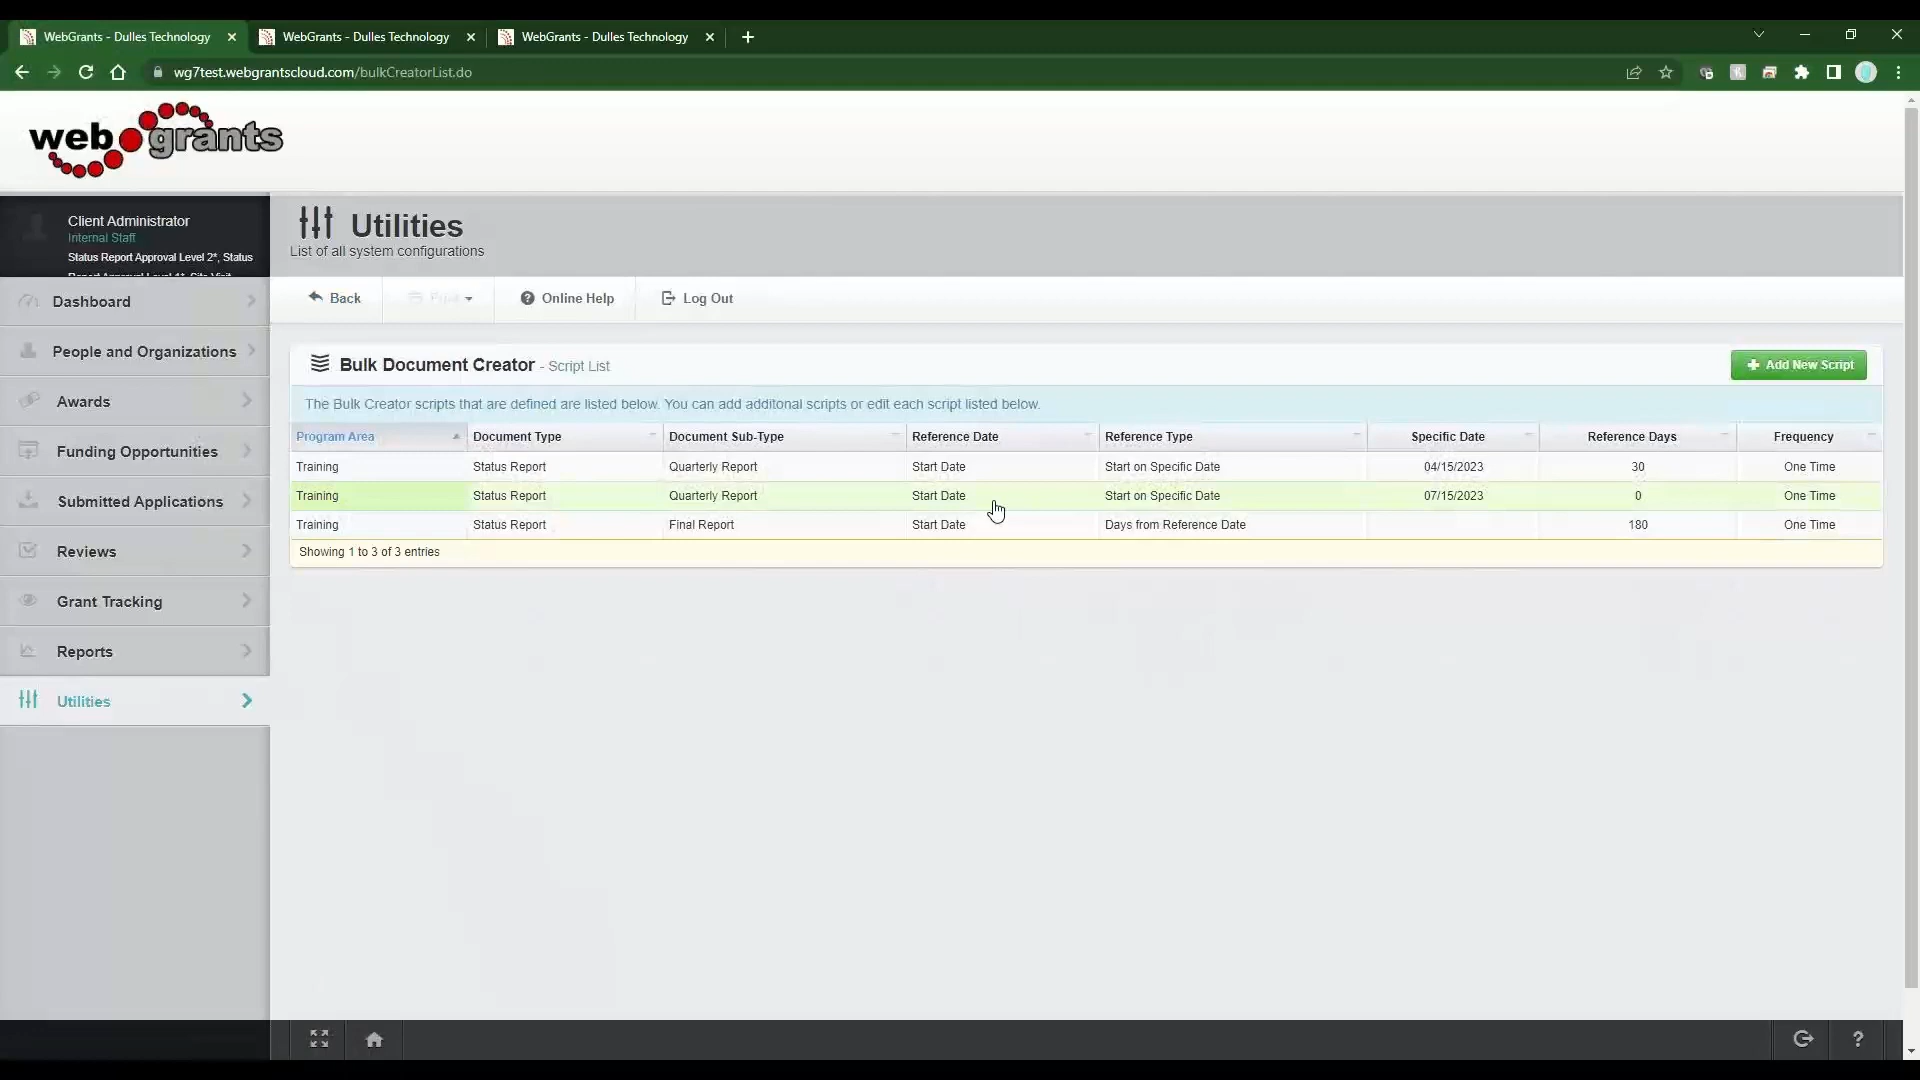 WebGrants - Dulles Technology
WebGrants - Dulles Technology
WebGrants - Dulles Technology
wg7test.webgrantscloud.com/bulkCreatorList.do
web grants
Client Administrator
Internal Staff
Status Report Approval Level 2*, Status
Utilities
List of all system configurations
Back
Print
Online Help
Log Out
Dashboard
People and Organizations
Awards
Funding Opportunities
Submitted Applications
Reviews
Grant Tracking
Reports
Utilities
Bulk Document Creator - Script List
Add New Script
The Bulk Creator scripts that are defined are listed below. You can add additonal scripts or edit each script listed below.
Program Area Document Type Document Sub-Type Reference Date Reference Type Specific Date Reference Days Frequency
Training Status Report Quarterly Report Start Date Start on Specific Date 04/15/2023 30 One Time
Training Status Report Quarterly Report Start Date Start on Specific Date 07/15/2023 0 One Time
Training Status Report Final Report Start Date Days from Reference Date 180 One Time
Showing 1 to 3 of 3 entries